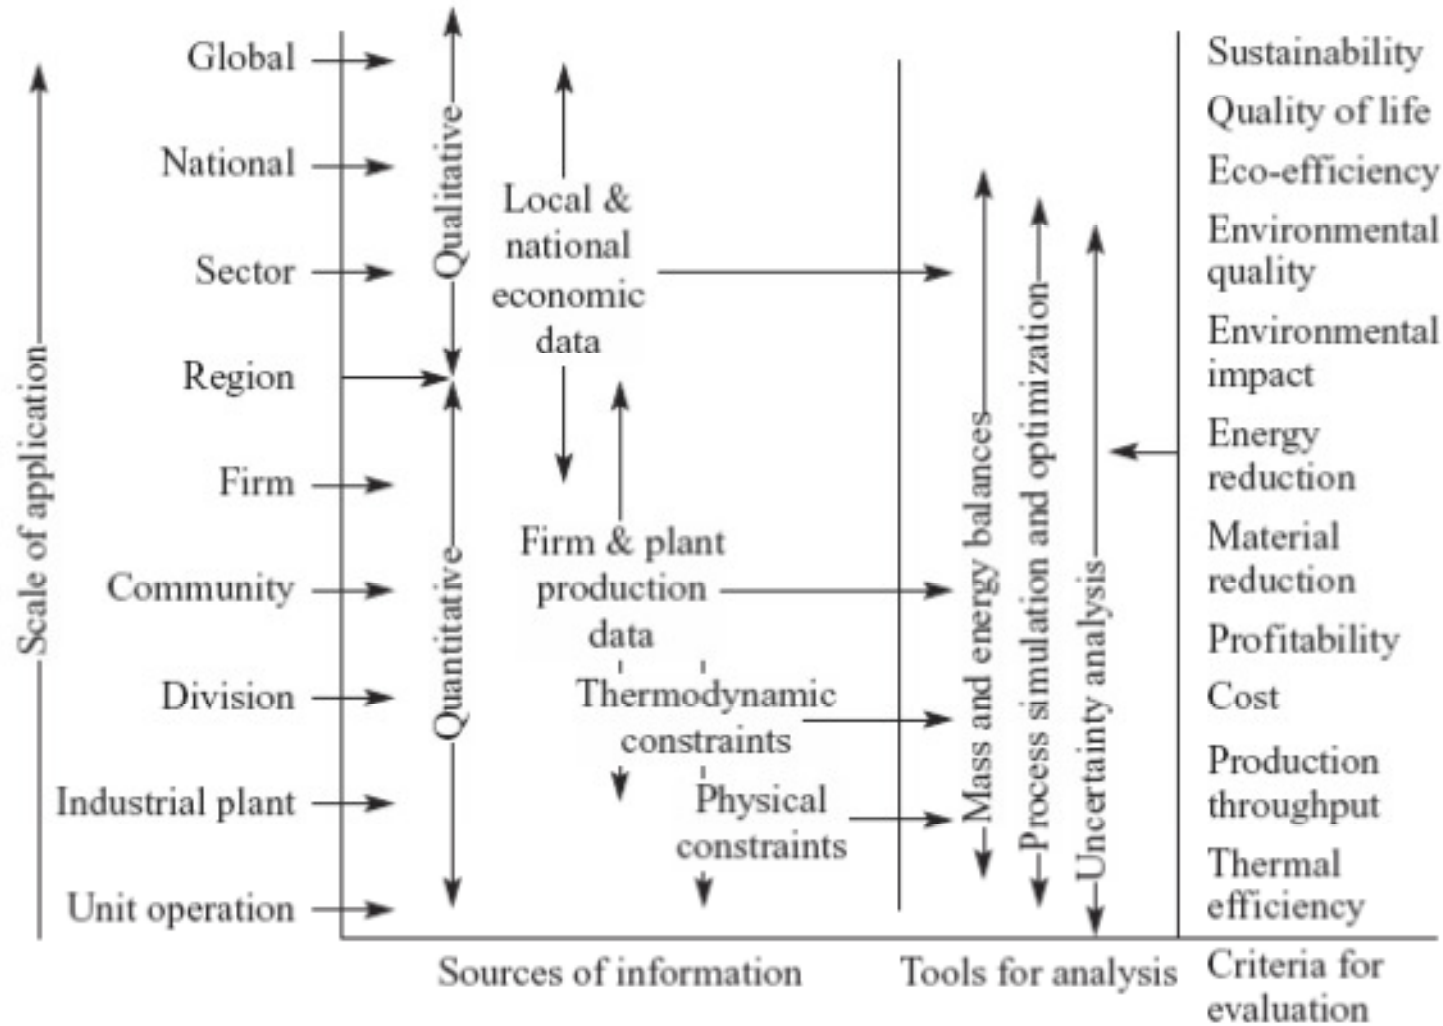 Scale of application
Global
National
Sector
Region
Firm
Community
Division
Industrial plant
Unit operation
Qualitative
Quantitative
Local &
national
economic
data
Firm & plant
production
data
Thermodynamic
constraints
Physical
constraints
Mass and energy balances
Process simulation and optimization
Uncertainty analysis
Sustainability
Quality of life
Eco-efficiency
Environmental
quality
Environmental
impact
Energy
reduction
Material
reduction
Profitability
Cost
Production
throughput
Thermal
efficiency
Sources of information
Tools for analysis
Criteria for
evaluation